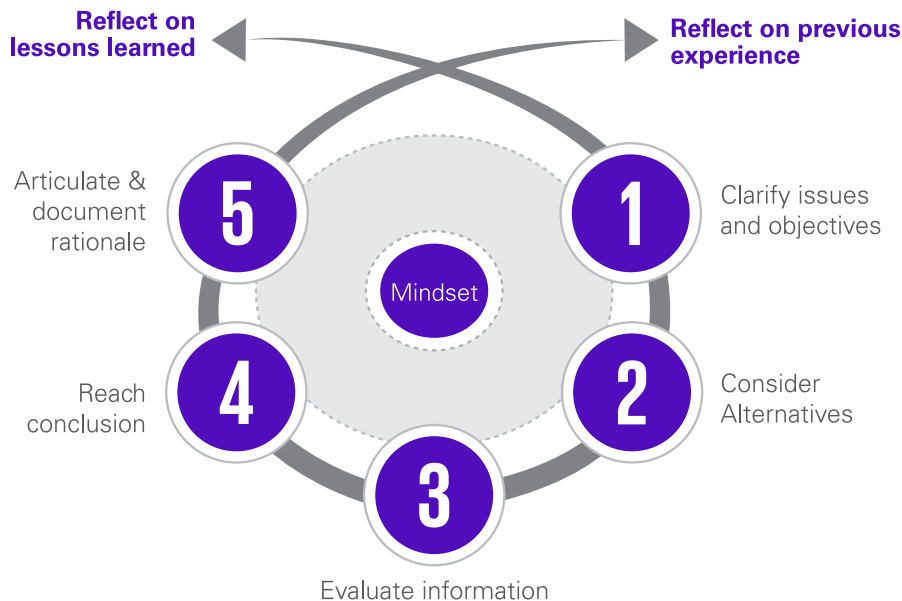 Reflect on
lessons learned
Reflect on previous
experience
5
Articulate &
document
rationale
1
Clarify issues
and objectives
Mindset
4
Reach
conclusion
2
Consider
Alternatives
3
Evaluate information